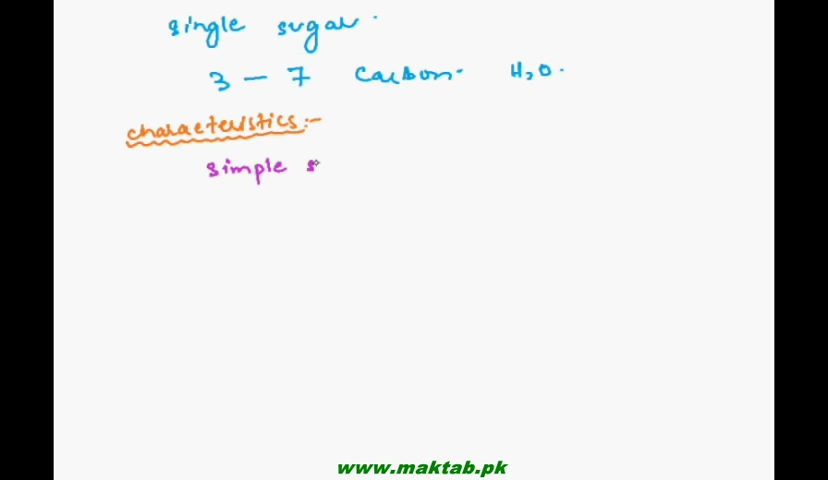 single sugar.
3 - 7 Carbon. H2O.
characteristics:-
simple s
www.maktab.pk